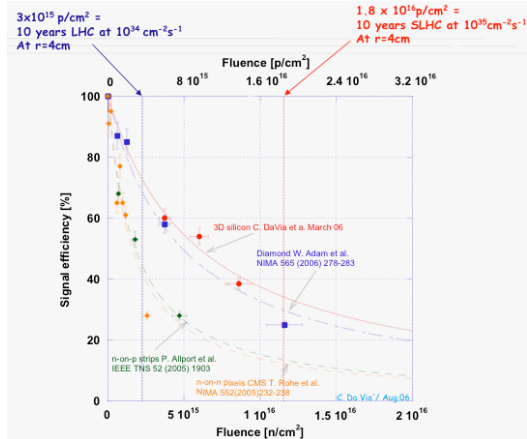 3x10¹⁵ p/cm² =
10 years LHC at 10³⁴ cm⁻²s⁻¹
At r=4cm
1.8 x 10¹⁶p/cm² =
10 years SLHC at 10³⁵cm⁻²s⁻¹
At r=4cm
Fluence [p/cm²]
0 8 10¹⁵ 1.6 10¹⁶ 2.4 10¹⁶ 3.2 10¹⁶
100
80
60
40
20
0
Signal efficiency [%]
3D silicon C. DaVia et a. March 06
Diamond W. Adam et al.
NIMA 565 (2006) 278-283
n-on-p strips P. Allport et al.
IEEE TNS 52 (2005) 1903
n-on-n pixels CMS T. Rohe et al.
NIMA 552(2005)232-238
C. Da Via'/ Aug.06
0 5 10¹⁵ 1 10¹⁶ 1.5 10¹⁶ 2 10¹⁶
Fluence [n/cm²]